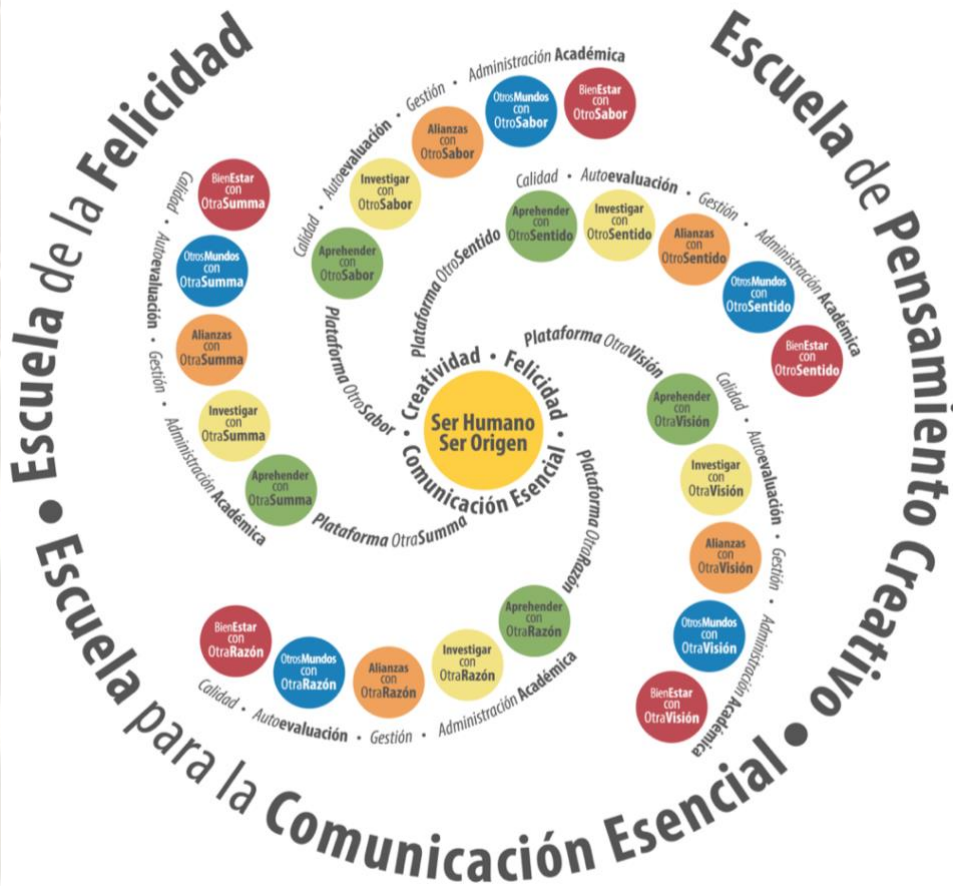 Escuela de la Felicidad • Escuela para la Comunicación Esencial • Escuela de Pensamiento Creativo
Ser Humano
Ser Origen
Creatividad • Felicidad • Comunicación Esencial •
Plataforma OtroSabor
Calidad • Autoevaluación • Gestión • Administración Académica
Aprehender
con
OtroSabor
Investigar
con
OtroSabor
Alianzas
con
OtroSabor
OtrosMundos
con
OtroSabor
BienEstar
con
OtroSabor
Plataforma OtroSentido
Calidad • Autoevaluación • Gestión • Administración Académica
Aprehender
con
OtroSentido
Investigar
con
OtroSentido
Alianzas
con
OtroSentido
OtrosMundos
con
OtroSentido
BienEstar
con
OtroSentido
Plataforma OtraVisión
Calidad • Autoevaluación • Gestión • Administración Académica
Aprehender
con
OtraVisión
Investigar
con
OtraVisión
Alianzas
con
OtraVisión
OtrosMundos
con
OtraVisión
BienEstar
con
OtraVisión
Plataforma OtraRazón
Calidad • Autoevaluación • Gestión • Administración Académica
Aprehender
con
OtraRazón
Investigar
con
OtraRazón
Alianzas
con
OtraRazón
OtrosMundos
con
OtraRazón
BienEstar
con
OtraRazón
Plataforma OtraSumma
Calidad • Autoevaluación • Gestión • Administración Académica
Aprehender
con
OtraSumma
Investigar
con
OtraSumma
Alianzas
con
OtraSumma
OtrosMundos
con
OtraSumma
BienEstar
con
OtraSumma